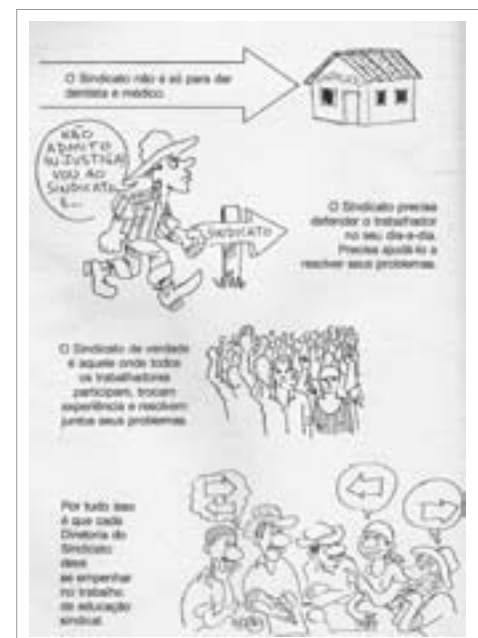 O Sindicato não é só para dar
dentista e médico.
NÃO
ADMITO
INJUSTIÇA
VOU AO
SINDICATO
E...
SINDICATO
O Sindicato precisa
defender o trabalhador
no seu dia-a-dia.
Precisa ajudá-lo a
resolver seus problemas.
O Sindicato de verdade
é aquele onde todos
os trabalhadores
participam, trocam
experiência e resolvem
juntos seus problemas.
Por tudo isso
é que cada
Diretoria do
Sindicato
deve
se empenhar
no trabalho
de educação
sindical.